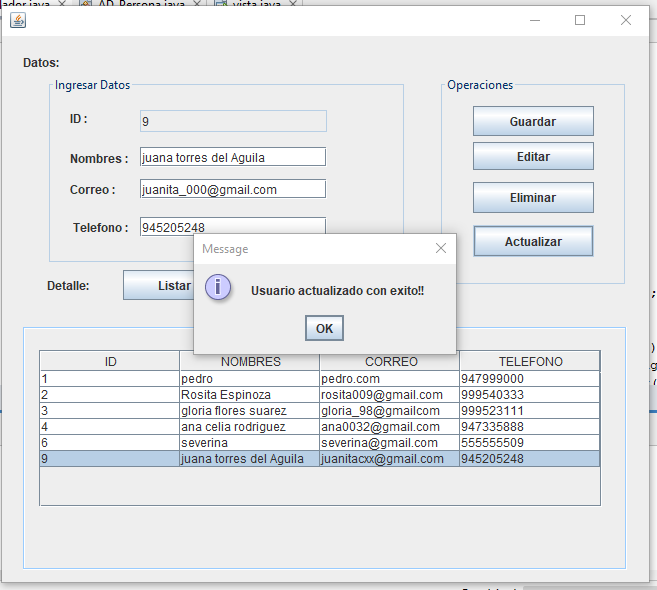 ador.java AD_Persona.java vista.java
Datos:
Ingresar Datos
Operaciones
ID :
9
Guardar
Nombres :
juana torres del Aguila
Editar
Correo :
juanita_000@gmail.com
Eliminar
Telefono :
945205248
Actualizar
Message
Usuario actualizado con exito!!
OK
Detalle:
Listar
ID NOMBRES CORREO TELEFONO
1 pedro pedro.com 947999000
2 Rosita Espinoza rosita009@gmail.com 999540333
3 gloria flores suarez gloria_98@gmailcom 999523111
4 ana celia rodriguez ana0032@gmail.com 947335888
6 severina severina@gmail.com 555555509
9 juana torres del Aguila juanitacxx@gmail.com 945205248